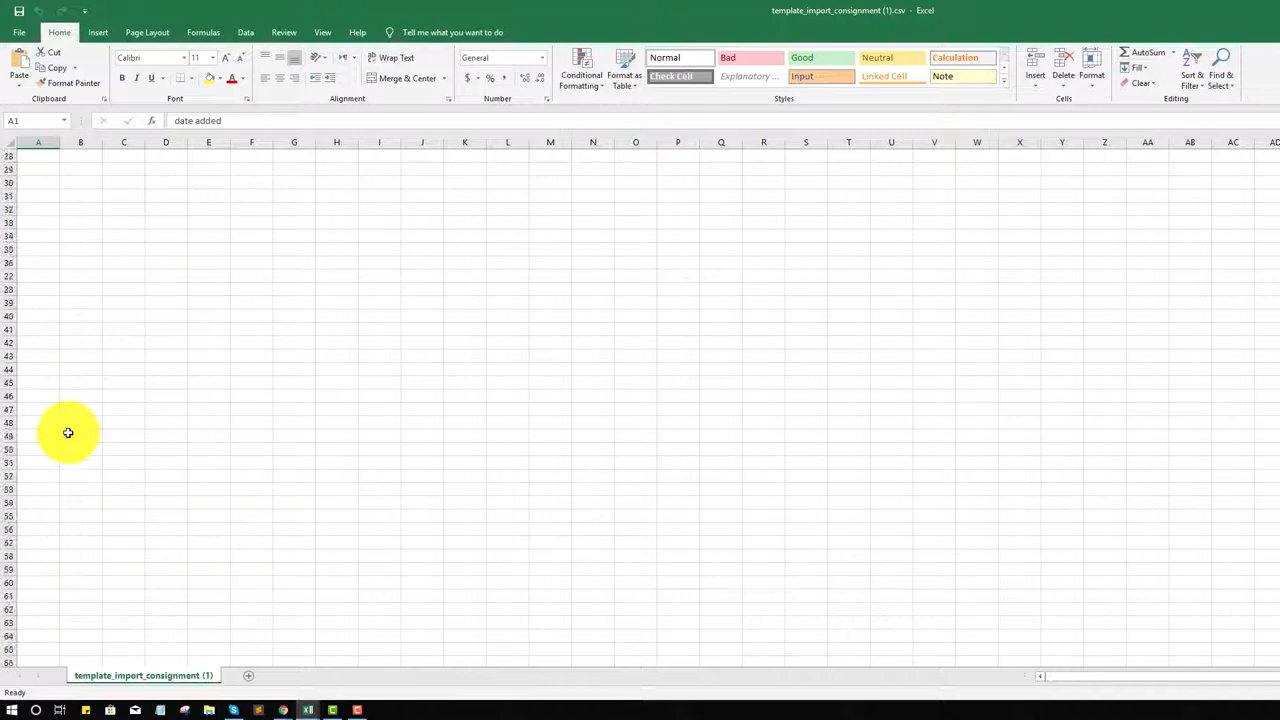 template_import_consignment (1).csv - Excel
File Home Insert Page Layout Formulas Data Review View Help Tell me what you want to do
Paste
Cut
Copy
Format Painter
Clipboard
Calibri 11
B I U
Font
Wrap Text
Merge & Center
Alignment
General
$ % ,
Number
Conditional Formatting
Format as Table
Normal Bad Good Neutral Calculation
Check Cell Explanatory ... Input Linked Cell Note
Styles
Insert Delete Format
Cells
AutoSum
Fill
Clear
Sort & Filter
Find & Select
Editing
A1 fx date added
A B C D E F G H I J K L M N O P Q R S T U V W X Y Z AA AB AC AD
28
29
30
31
32
33
34
35
36
39
40
41
42
43
44
45
46
47
48
49
50
51
52
53
54
55
56
58
59
60
61
62
63
64
template_import_consignment (1)
Ready